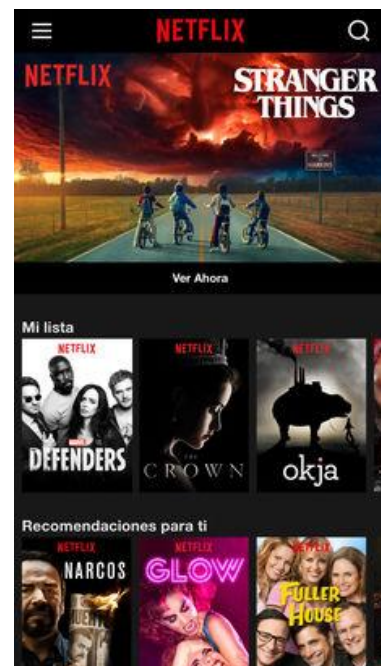 NETFLIX
NETFLIX
STRANGER
THINGS
Ver Ahora
Mi lista
NETFLIX
DEFENDERS
NETFLIX
THE
CROWN
NETFLIX
okja
Recomendaciones para ti
NETFLIX
NARCOS
NETFLIX
GLOW
NETFLIX
FULLER
HOUSE